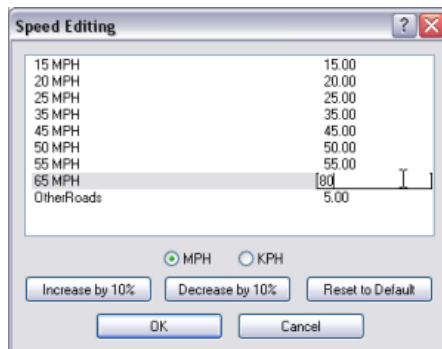 Speed Editing
15 MPH 15.00
20 MPH 20.00
25 MPH 25.00
35 MPH 35.00
45 MPH 45.00
50 MPH 50.00
55 MPH 55.00
65 MPH 80
OtherRoads 5.00
MPH KPH
Increase by 10% Decrease by 10% Reset to Default
OK Cancel